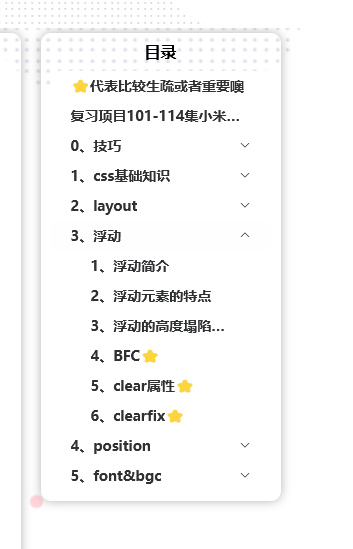 目录
代表比较生疏或者重要噢
复习项目101-114集小米...
0、技巧
1、css基础知识
2、layout
3、浮动
1、浮动简介
2、浮动元素的特点
3、浮动的高度塌陷...
4、BFC
5、clear属性
6、clearfix
4、position
5、font&bgc